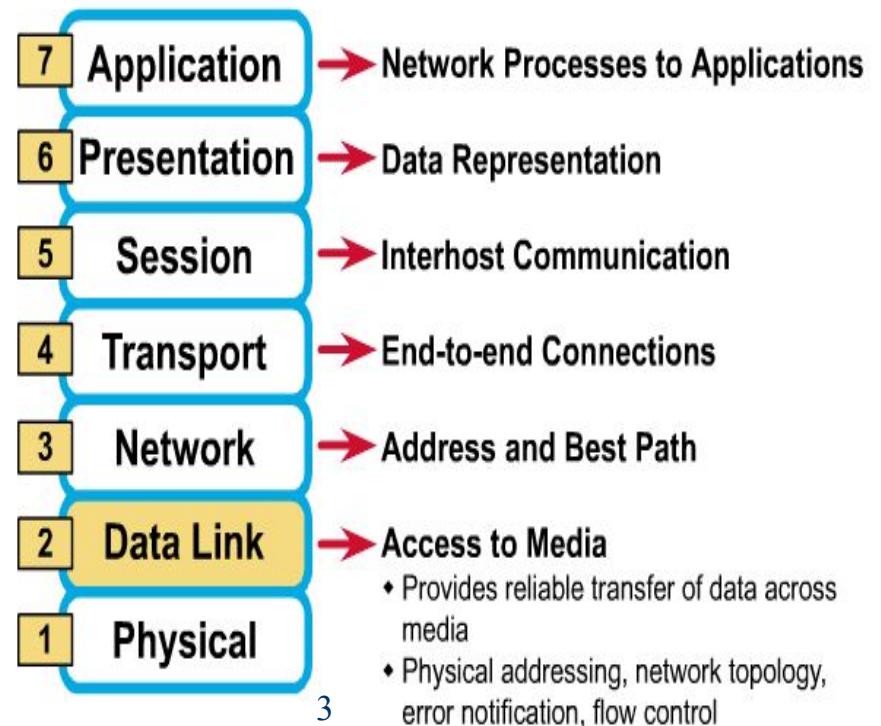 7 Application Network Processes to Applications
6 Presentation Data Representation
5 Session Interhost Communication
4 Transport End-to-end Connections
3 Network Address and Best Path
2 Data Link Access to Media
• Provides reliable transfer of data across
media
1 Physical
• Physical addressing, network topology,
error notification, flow control
3